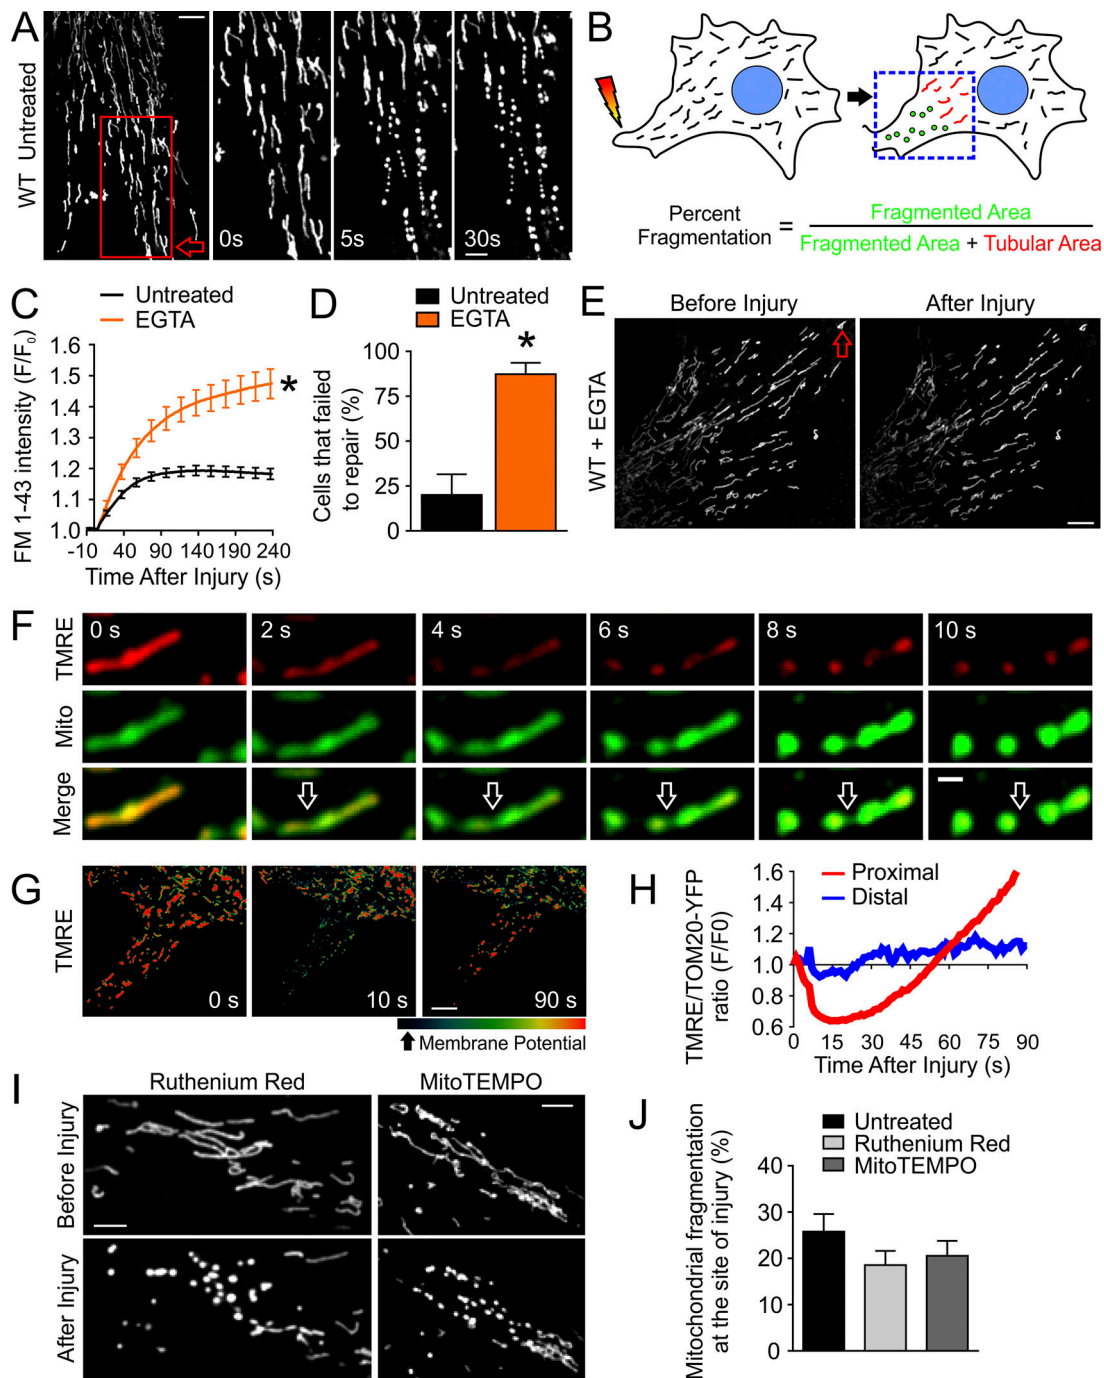 A
WT Untreated
0s
5s
30s
B
Percent
Fragmentation
=
Fragmented Area
Fragmented Area + Tubular Area
C
Untreated
EGTA
FM 1-43 intensity (F/F₀)
1.6
1.5
1.4
1.3
1.2
1.1
1.0
-10 40 90 140 190 240
Time After Injury (s)
*
D
Untreated
EGTA
Cells that failed
to repair (%)
100
75
50
25
0
*
E
Before Injury
After Injury
WT + EGTA
F
TMRE
0 s
2 s
4 s
6 s
8 s
10 s
Mito
Merge
G
TMRE
0 s
10 s
90 s
Membrane Potential
H
Proximal
Distal
TMRE/TOM20-YFP
ratio (F/F0)
1.6
1.4
1.2
1.0
0.8
0.6
0 15 30 45 60 75 90
Time After Injury (s)
I
Ruthenium Red
MitoTEMPO
Before Injury
After Injury
J
Untreated
Ruthenium Red
MitoTEMPO
Mitochondrial fragmentation
at the site of injury (%)
40
30
20
10
0